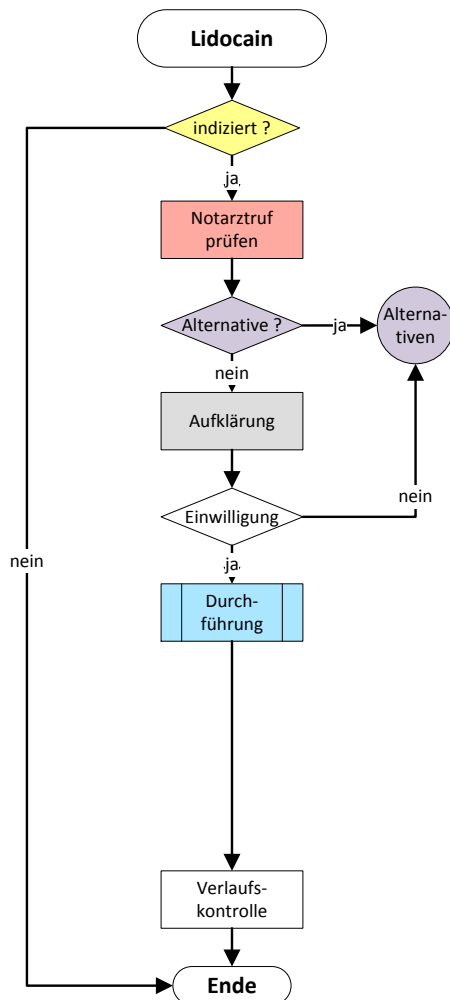 Lidocain
indiziert ?
ja
Notarztruf
prüfen
Alternative ?
ja
Alterna-
tiven
nein
Aufklärung
Einwilligung
nein
ja
nein
Durch-
führung
Verlaufs-
kontrolle
Ende